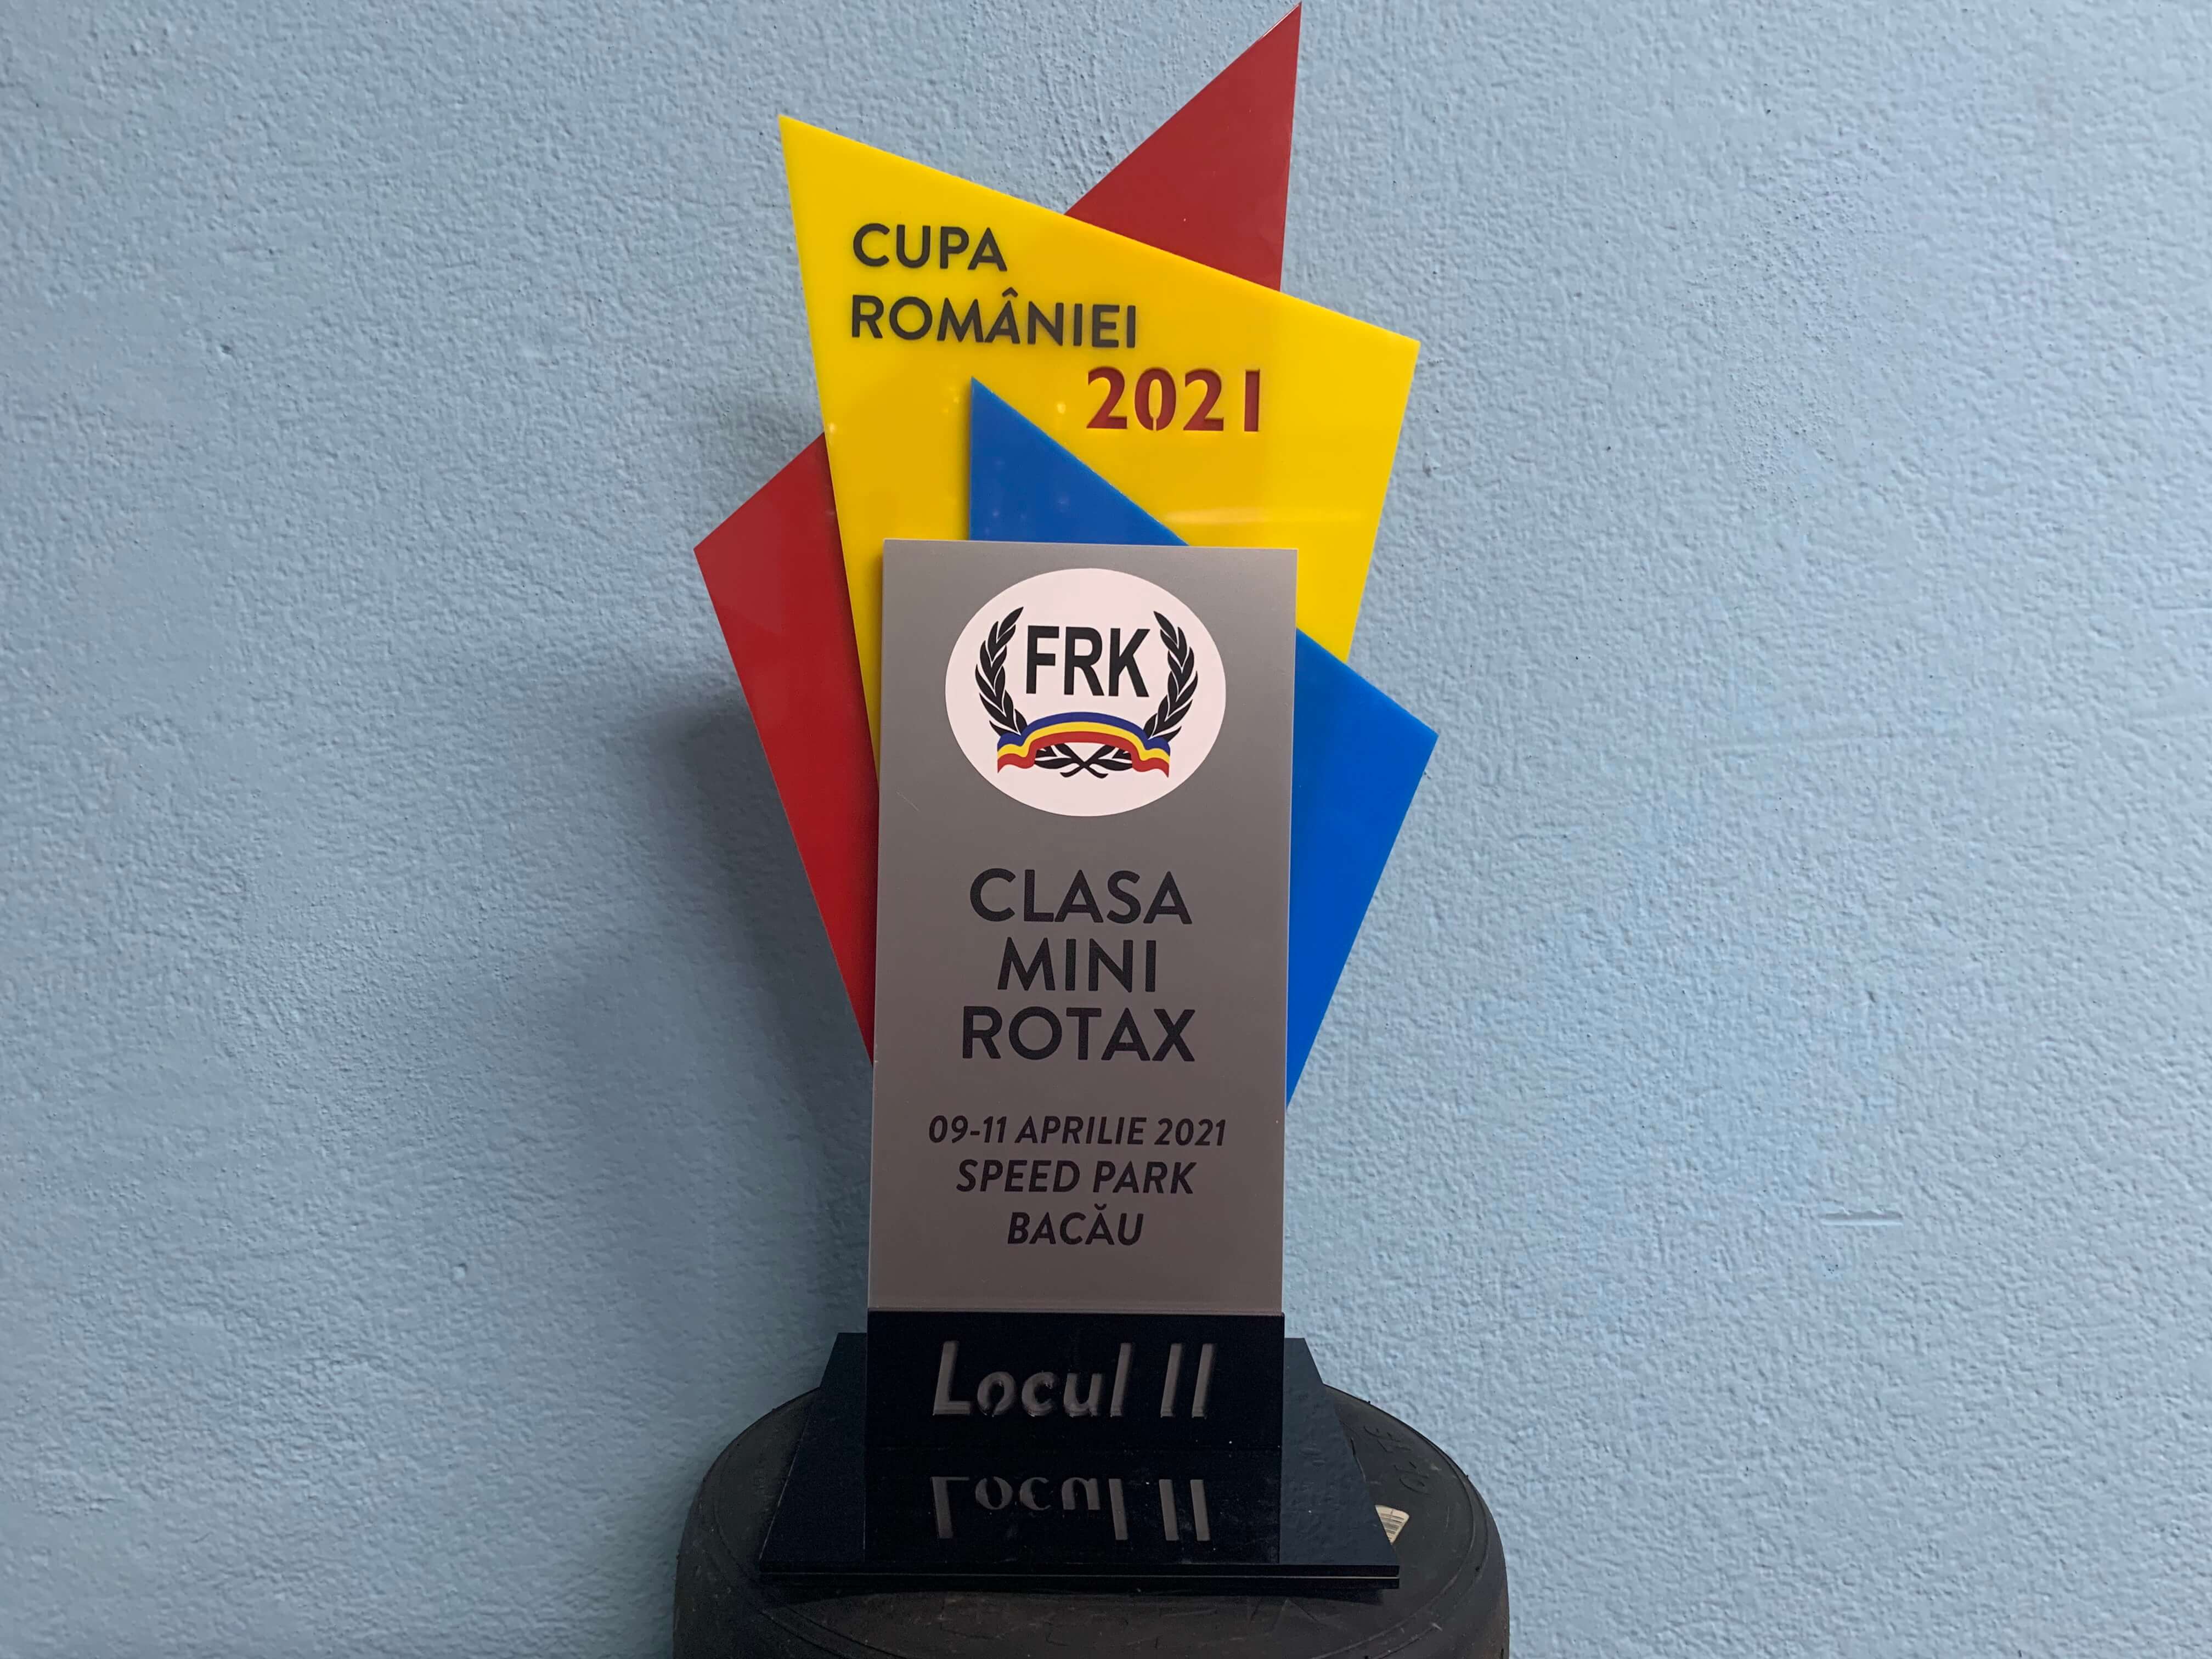 CUPA
ROMÂNIEI
2021
FRK
CLASA
MINI
ROTAX
09-11 APRILIE 2021
SPEED PARK
BACĂU
Locul II